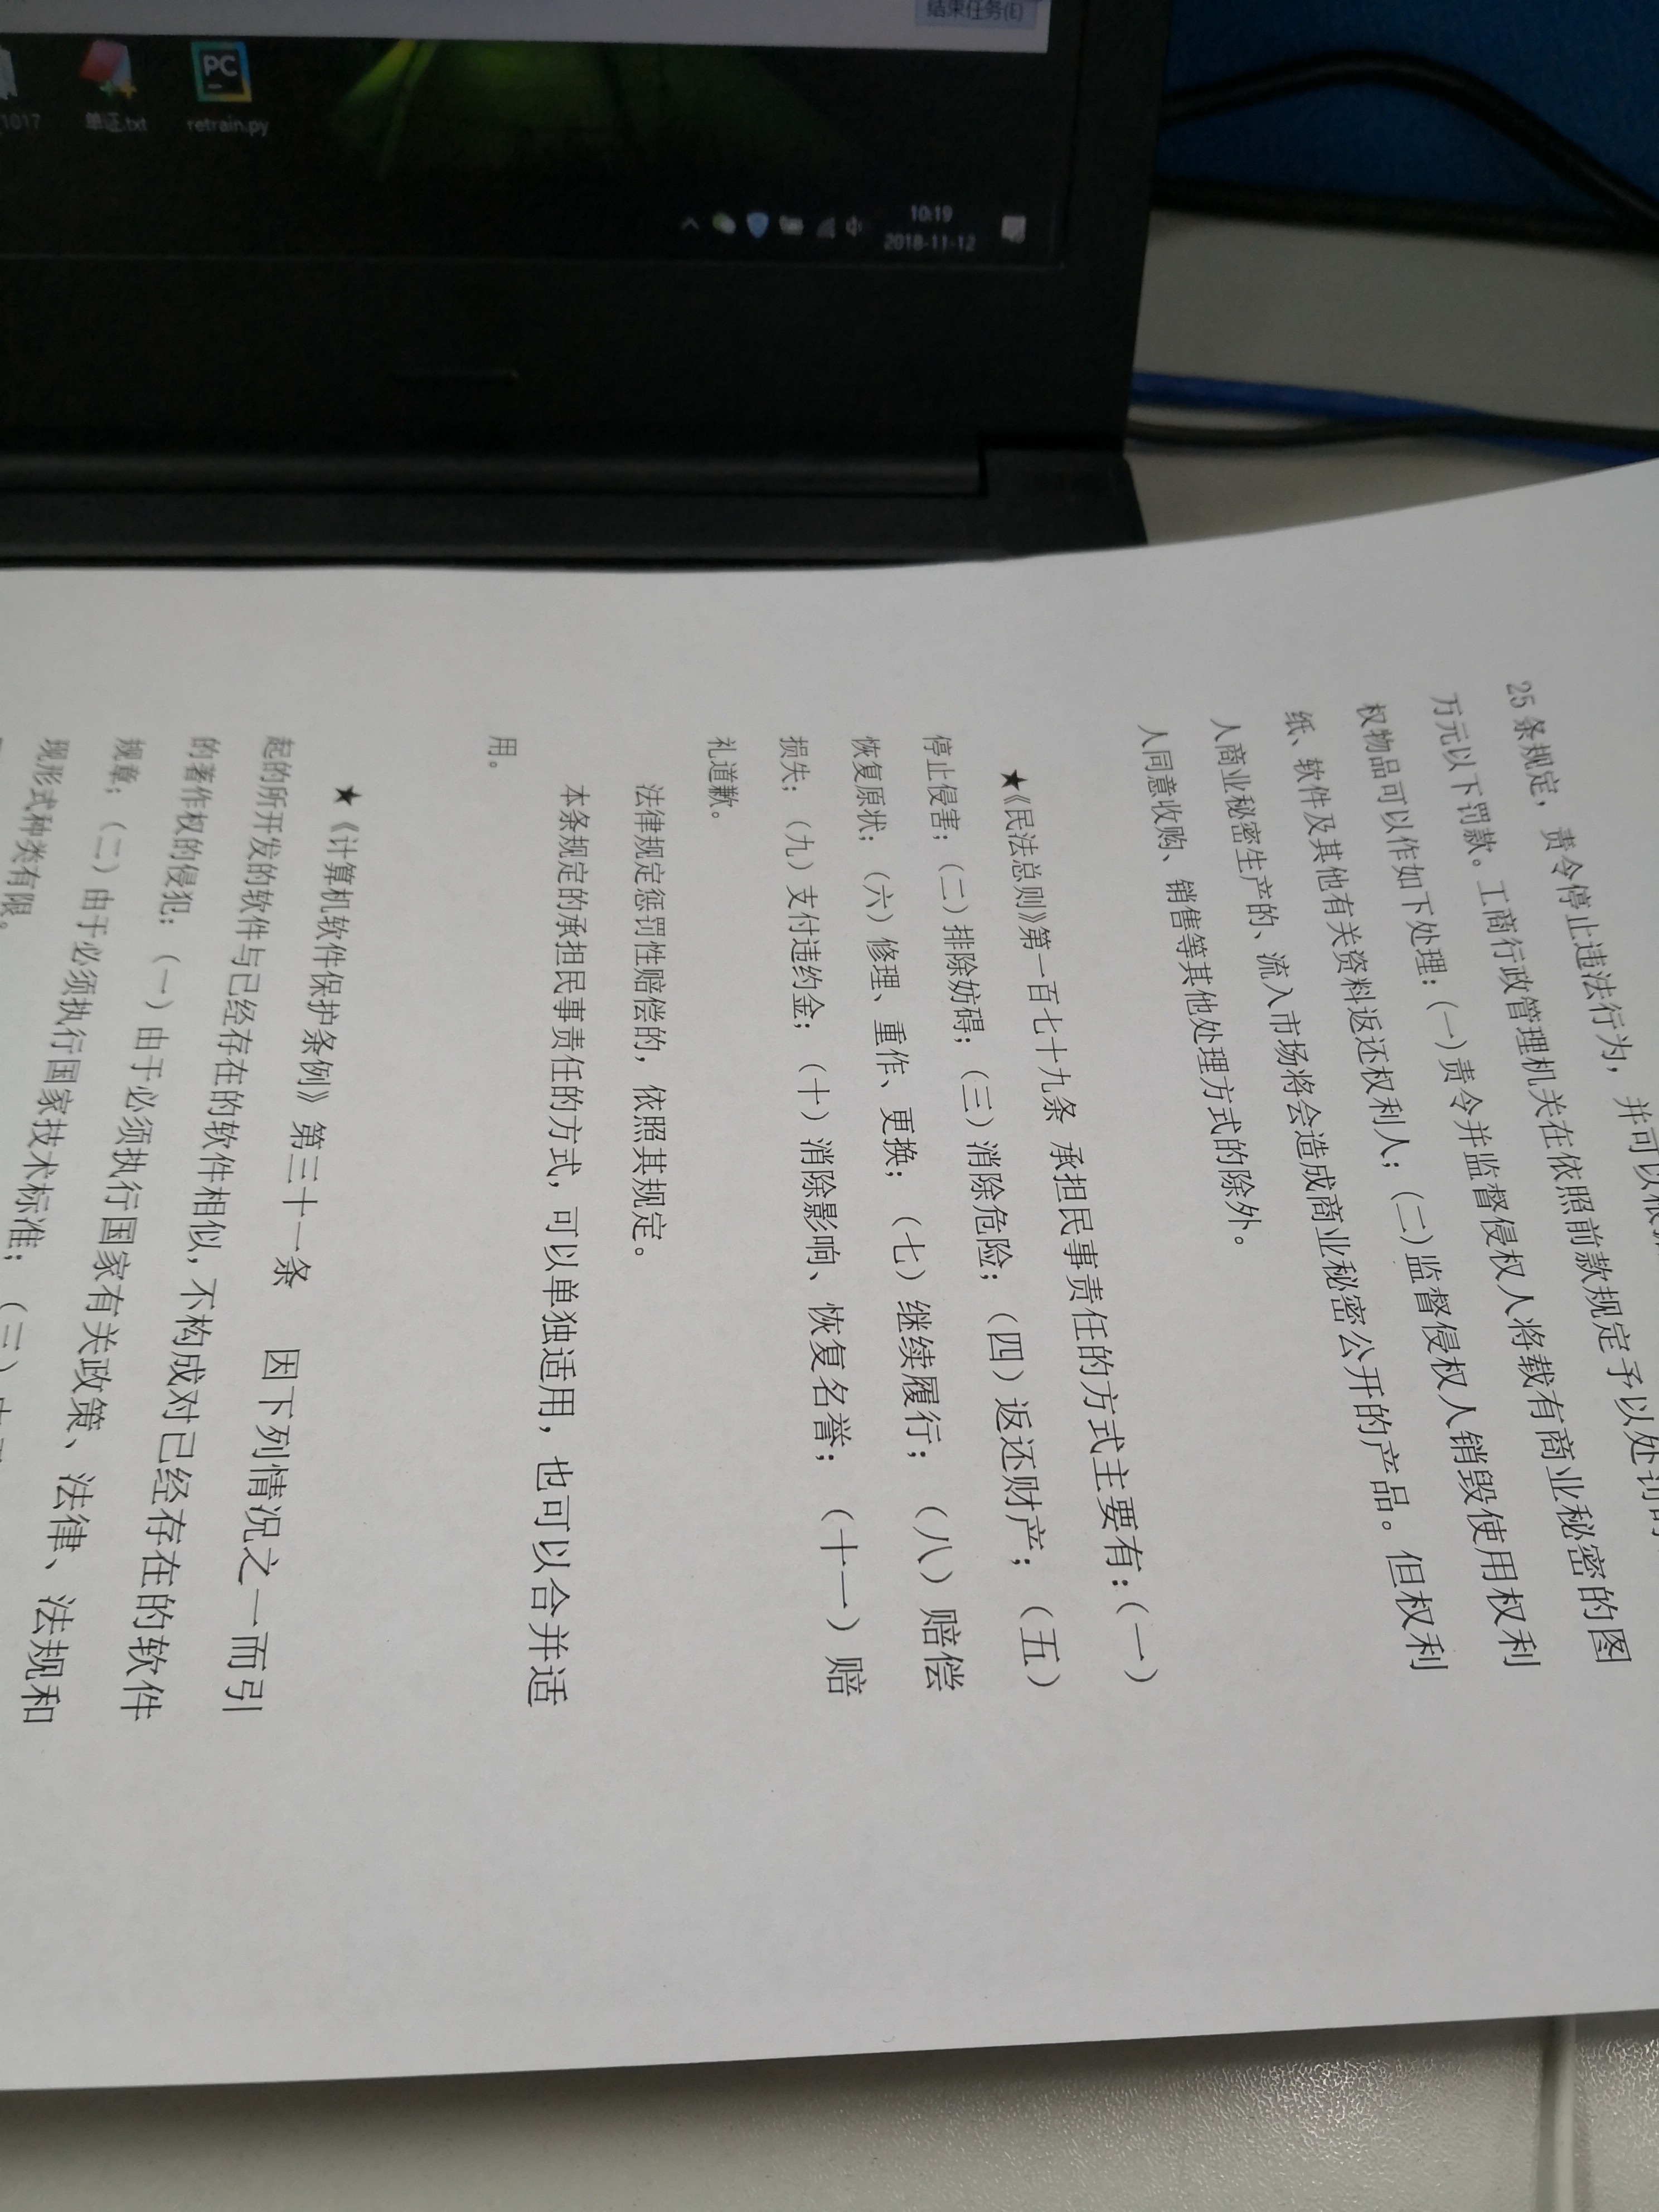 结束任务(E)
1017
单证.txt
retrain.py
PC
10:19
2018-11-12
25条规定，责令停止违法行为，并可以根据
万元以下罚款。工商行政管理机关在依照前款规定予以处罚时
权物品可以作如下处理：(一)责令并监督侵权人将载有商业秘密的图
纸、软件及其他有关资料返还权利人；(二)监督侵权人销毁使用权利
人商业秘密生产的、流入市场将会造成商业秘密公开的产品。但权利
人同意收购、销售等其他处理方式的除外。
★《民法总则》第一百七十九条 承担民事责任的方式主要有：(一)
停止侵害；(二)排除妨碍；(三)消除危险；(四)返还财产；(五)
恢复原状；(六)修理、重作、更换；(七)继续履行；(八)赔偿
损失；(九)支付违约金；(十)消除影响、恢复名誉；(十一)赔
礼道歉。
法律规定惩罚性赔偿的，依照其规定。
本条规定的承担民事责任的方式，可以单独适用，也可以合并适
用。
★《计算机软件保护条例》第三十一条 因下列情况之一而引
起的所开发的软件与已经存在的软件相似，不构成对已经存在的软件
的著作权的侵犯：(一)由于必须执行国家有关政策、法律、法规和
规章；(二)由于必须执行国家技术标准；(三)
现形式种类有限。